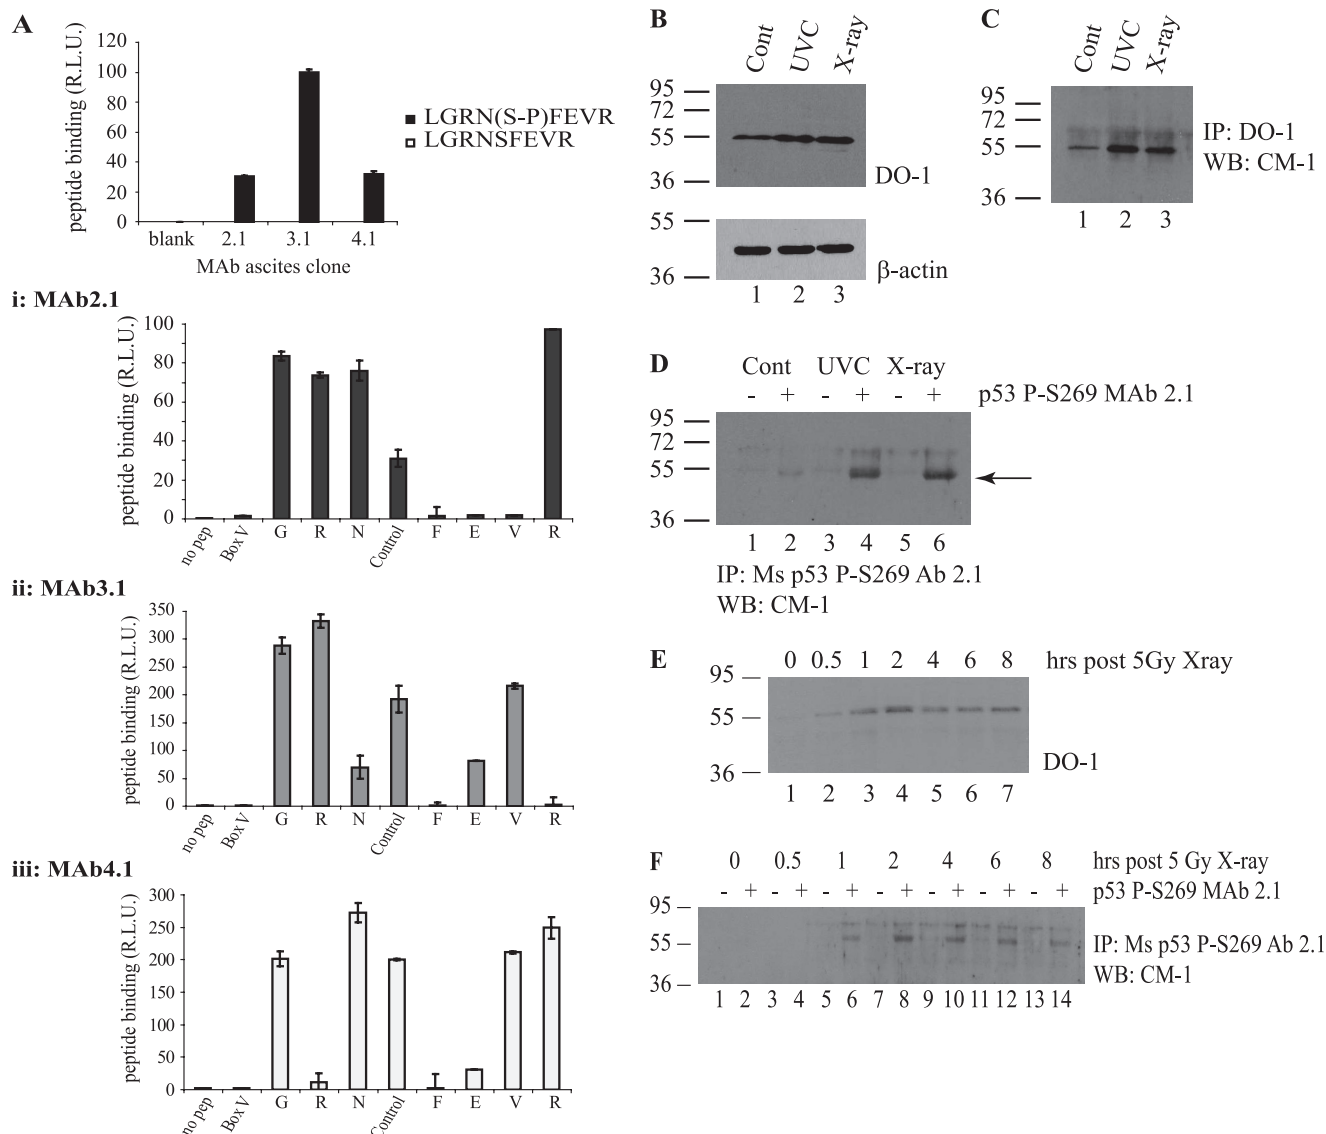 A
peptide binding (R.L.U.)
120
100
80
60
40
20
0
blank 2.1 3.1 4.1
MAb ascites clone
LGRN(S-P)FEVR
LGRNSFEVR
i: MAb2.1
peptide binding (R.L.U.)
100
80
60
40
20
0
no pep Box V G R N Control F E V R
ii: MAb3.1
peptide binding (R.L.U.)
350
300
250
200
150
100
50
0
no pep Box V G R N Control F E V R
iii: MAb4.1
peptide binding (R.L.U.)
300
250
200
150
100
50
0
no pep Box V G R N Control F E V R
B
Cont UVC X-ray
95
72
55
36
DO-1
55
36
β-actin
1 2 3
C
Cont UVC X-ray
95
72
55
36
IP: DO-1
WB: CM-1
1 2 3
D
Cont UVC X-ray
- + - + - + p53 P-S269 MAb 2.1
95
72
55
36
1 2 3 4 5 6
IP: Ms p53 P-S269 Ab 2.1
WB: CM-1
E
0 0.5 1 2 4 6 8 hrs post 5Gy Xray
95
55
36
DO-1
1 2 3 4 5 6 7
F
0 0.5 1 2 4 6 8 hrs post 5 Gy X-ray
- + - + - + - + - + - + - + p53 P-S269 MAb 2.1
95
55
36
IP: Ms p53 P-S269 Ab 2.1
WB: CM-1
1 2 3 4 5 6 7 8 9 10 11 12 13 14